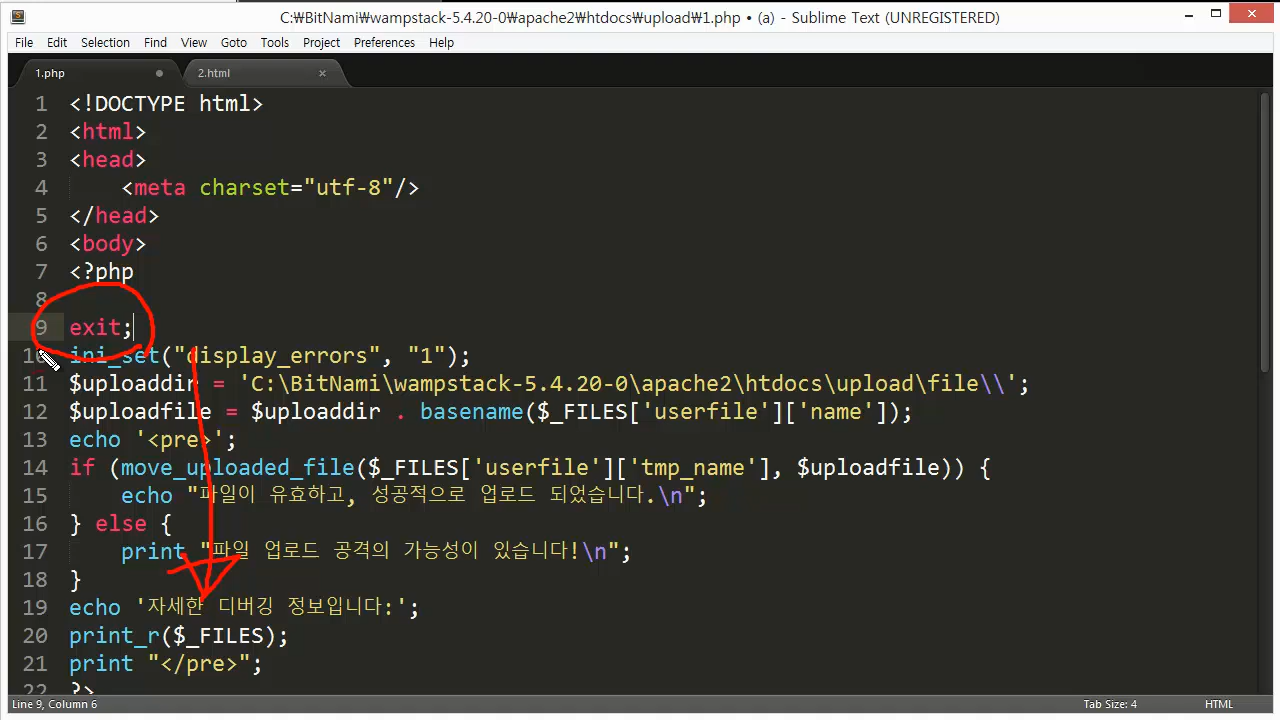 C:\BitNami\wampstack-5.4.20-0\apache2\htdocs\upload\1.php • (a) - Sublime Text (UNREGISTERED)
File Edit Selection Find View Goto Tools Project Preferences Help
1.php 2.html
1 <!DOCTYPE html>
2 <html>
3 <head>
4     <meta charset="utf-8"/>
5 </head>
6 <body>
7 <?php
8
9 exit;
10 ini_set("display_errors", "1");
11 $uploaddir = 'C:\BitNami\wampstack-5.4.20-0\apache2\htdocs\upload\file\\';
12 $uploadfile = $uploaddir . basename($_FILES['userfile']['name']);
13 echo '<pre>';
14 if (move_uploaded_file($_FILES['userfile']['tmp_name'], $uploadfile)) {
15     echo "파일이 유효하고, 성공적으로 업로드 되었습니다.\n";
16 } else {
17     print "파일 업로드 공격의 가능성이 있습니다!\n";
18 }
19 echo '자세한 디버깅 정보입니다:';
20 print_r($_FILES);
21 print "</pre>";
22 ?>
Line 9, Column 6 Tab Size: 4 HTML